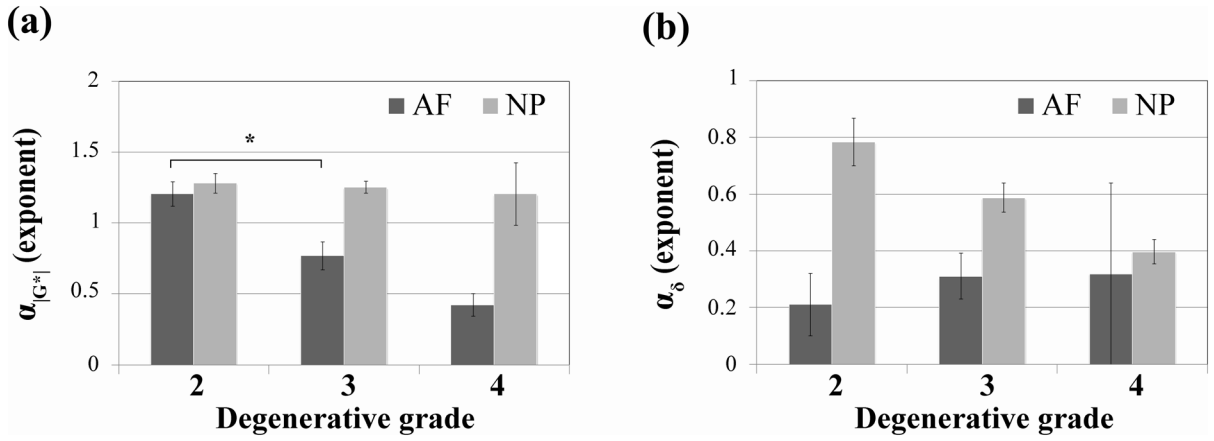 (a)
α|G*| (exponent)
2
1.5
1
0.5
0
AF NP
*
2 3 4
Degenerative grade
(b)
αδ (exponent)
1
0.8
0.6
0.4
0.2
0
AF NP
2 3 4
Degenerative grade